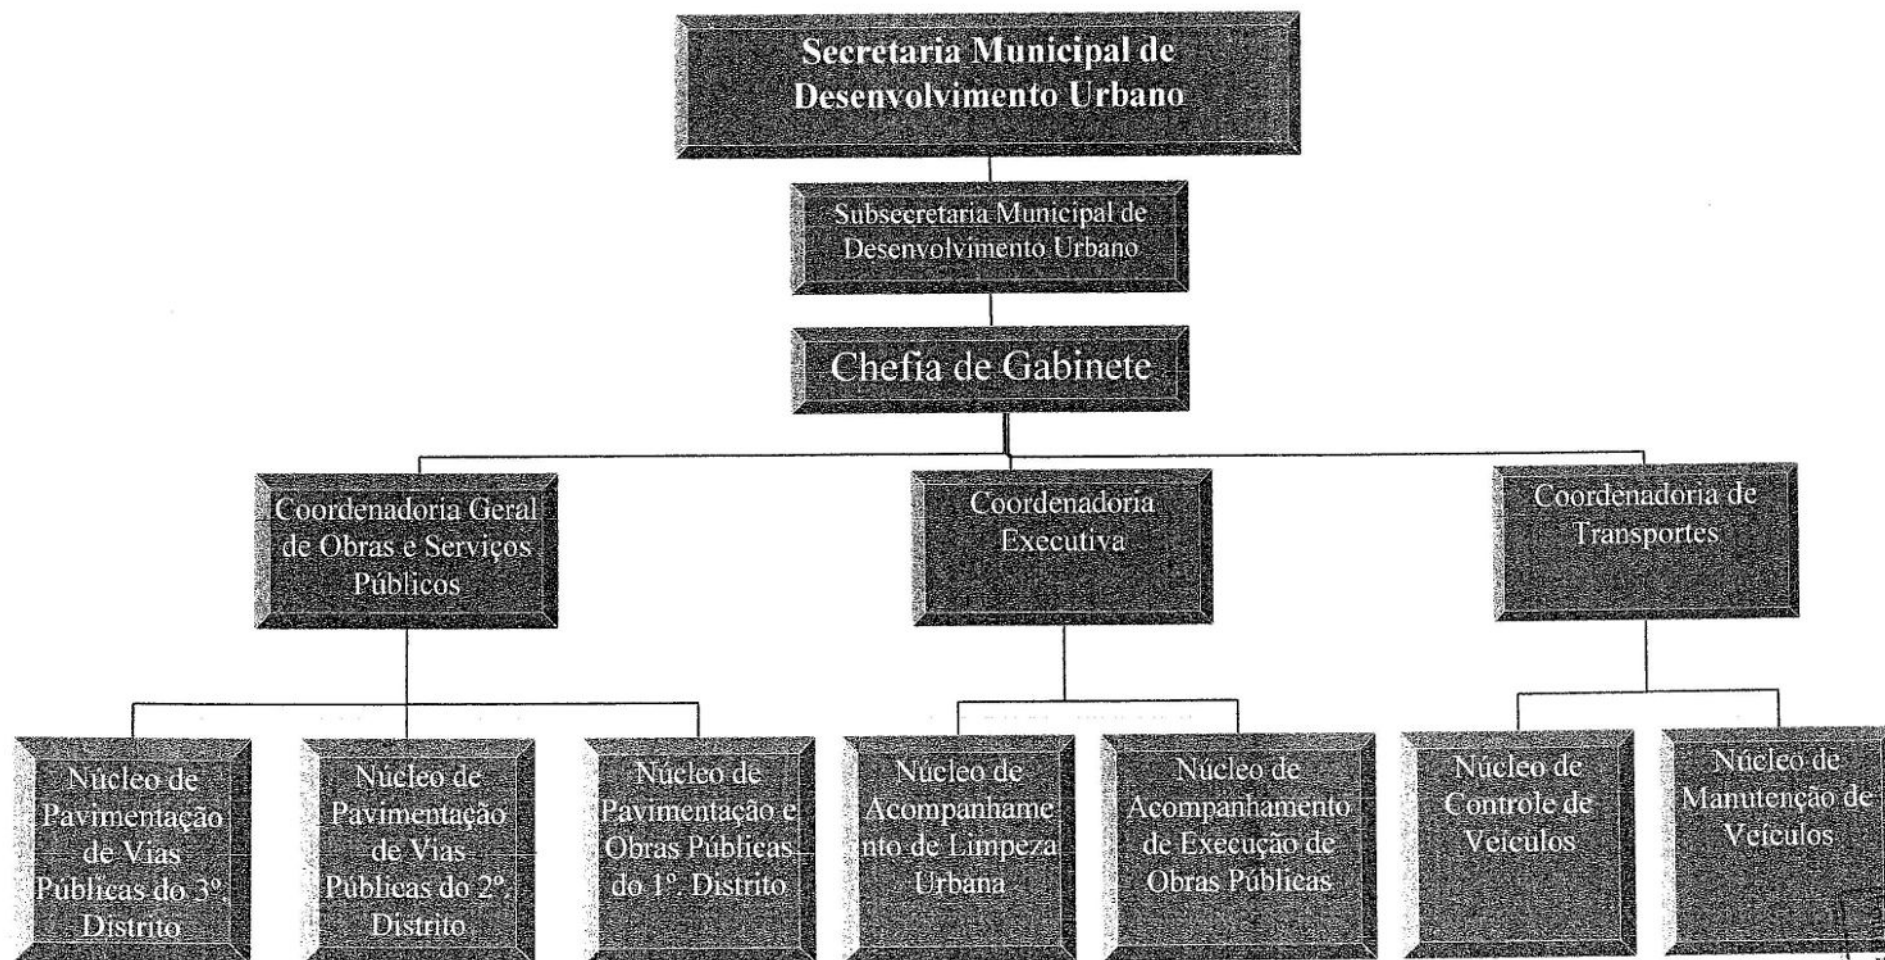 Secretaria Municipal de
Desenvolvimento Urbano
Subsecretaria Municipal de
Desenvolvimento Urbano
Chefia de Gabinete
Coordenadoria Geral
de Obras e Serviços
Públicos
Coordenadoria
Executiva
Coordenadoria de
Transportes
Núcleo de
Pavimentação
de Vias
Públicas do 3º.
Distrito
Núcleo de
Pavimentação
de Vias
Públicas do 2º.
Distrito
Núcleo de
Pavimentação e
Obras Públicas
do 1º. Distrito
Núcleo de
Acompanhame
nto de Limpeza
Urbana
Núcleo de
Acompanhamento
de Execução de
Obras Públicas
Núcleo de
Controle de
Veículos
Núcleo de
Manutenção de
Veículos